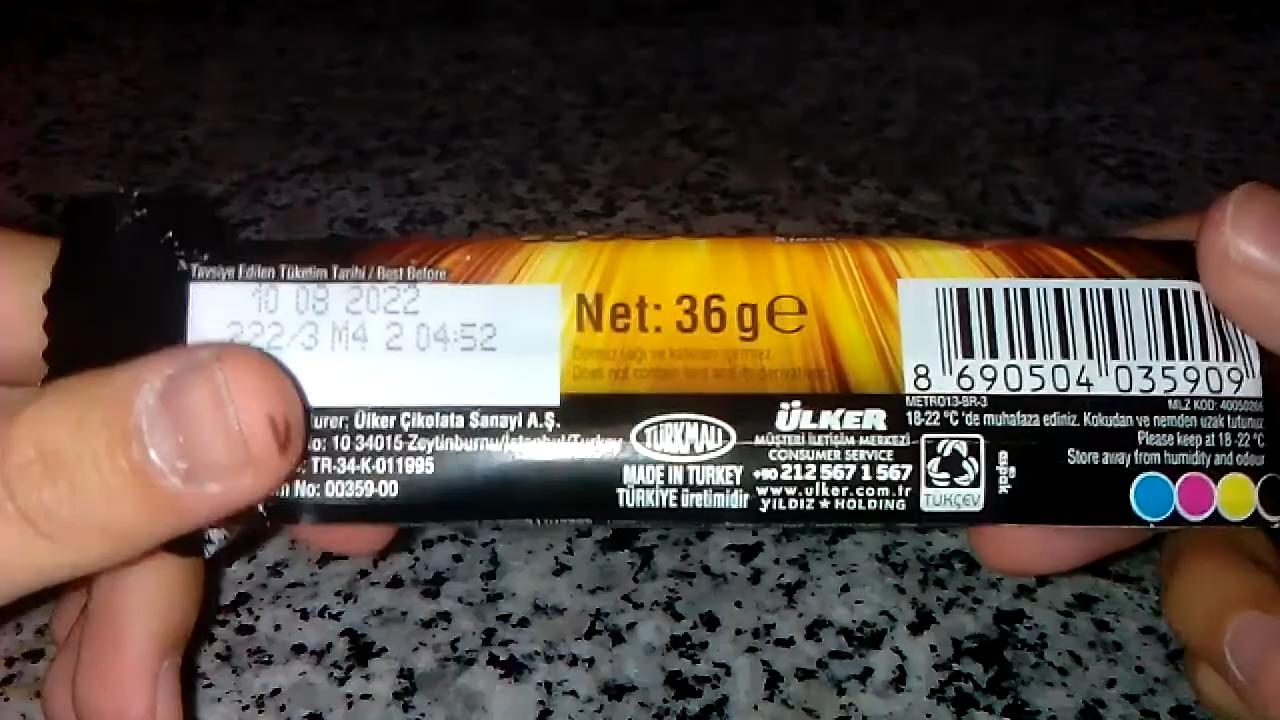 Tavsiye Edilen Tüketim Tarihi / Best Before
10 08 2022
222/3 M4 2 04:52
Net: 36 g e
Domuz yağı ve katkıları içermez.
Does not contain lard and its derivatives
8 690504 035909
METRO13-BR-3
MLZ KOD:
18-22 °C 'de muhafaza ediniz. Kokudan ve nemden uzak tutunuz
Please keep at 18 -22 °C
Store away from humidity and odour
Ülker Çikolata Sanayi A.Ş.
No: 10 34015 Zeytinburnu/İstanbul/Turkey
TR-34-K-011995
No: 00359-00
TÜRKMALI
MADE IN TURKEY
TÜRKİYE üretimidir
ÜLKER
MÜŞTERİ İLETİŞİM MERKEZİ
CONSUMER SERVICE
+90 212 567 1 567
www.ulker.com.tr
YILDIZ ★ HOLDING
TUKÇEV
ı